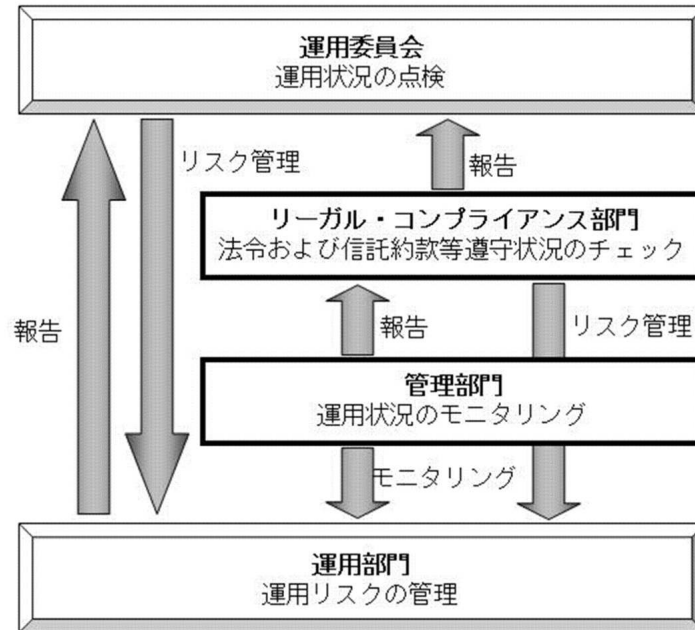 運用委員会
運用状況の点検
リスク管理
報告
リーガル・コンプライアンス部門
法令および信託約款等遵守状況のチェック
報告
報告
リスク管理
管理部門
運用状況のモニタリング
モニタリング
運用部門
運用リスクの管理